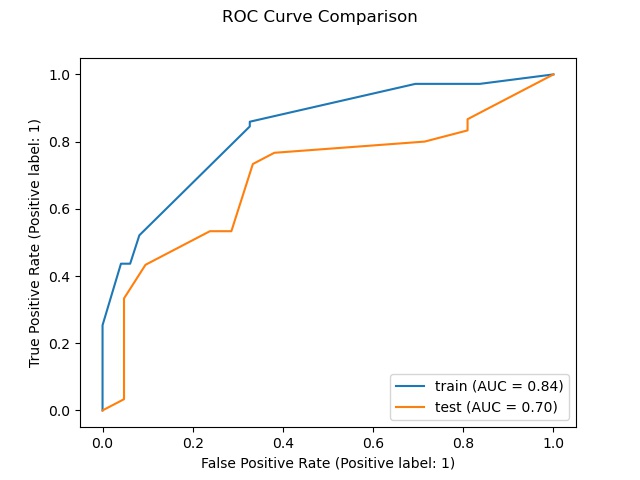 ROC Curve Comparison
True Positive Rate (Positive label: 1)
1.0
0.8
0.6
0.4
0.2
0.0
train (AUC = 0.84)
test (AUC = 0.70)
0.0 0.2 0.4 0.6 0.8 1.0
False Positive Rate (Positive label: 1)